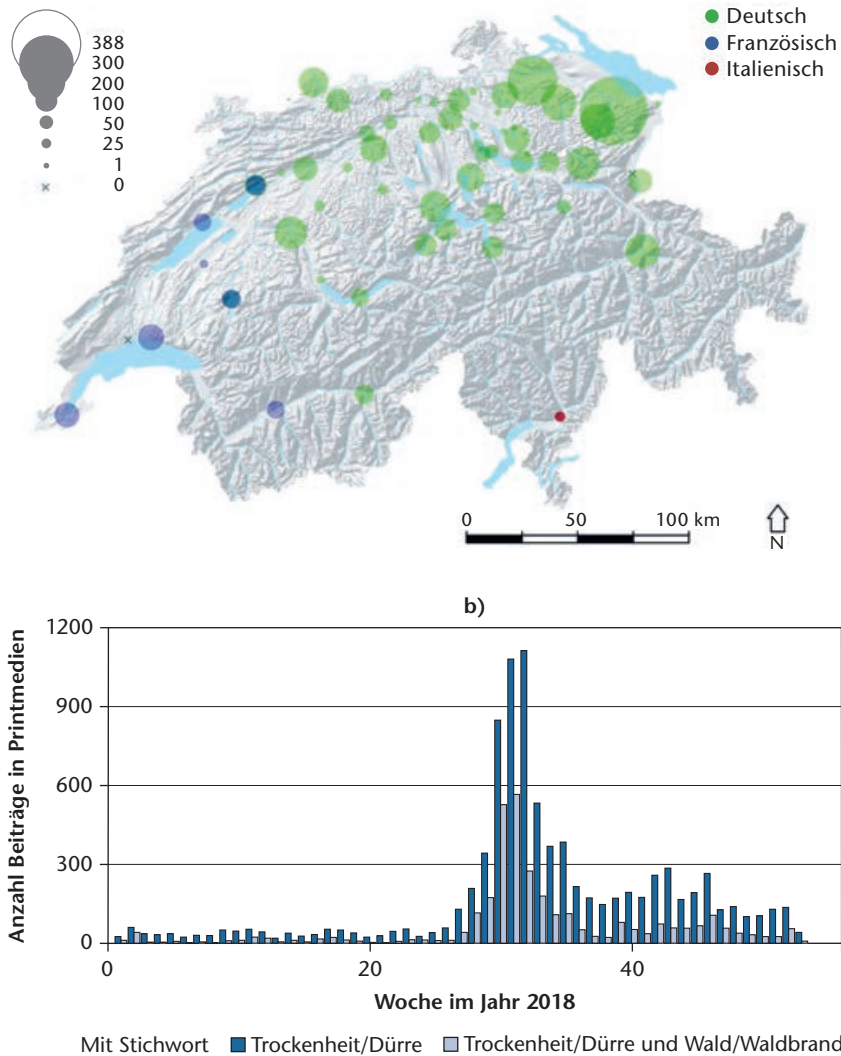 388
300
200
100
50
25
1
0
Deutsch
Französisch
Italienisch
0 50 100 km
N
b)
Anzahl Beiträge in Printmedien
1200
900
600
300
0
0 20 40
Woche im Jahr 2018
Mit Stichwort Trockenheit/Dürre Trockenheit/Dürre und Wald/Waldbrand